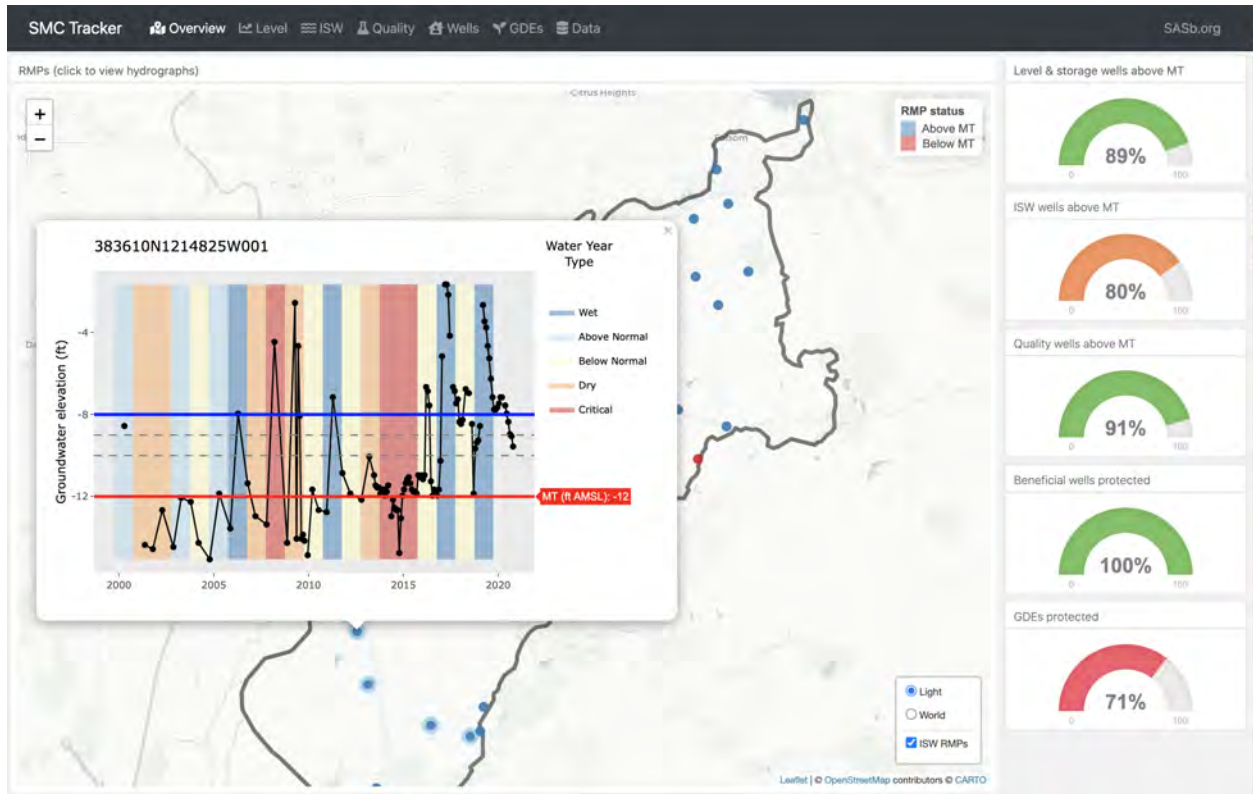 SMC Tracker Overview Level ISW Quality Wells GDEs Data SASb.org
RMPs (click to view hydrographs)
+
−
Citrus Heights
Folsom
RMP status
Above MT
Below MT
383610N1214825W001
×
Water Year
Type
Wet
Above Normal
Below Normal
Dry
Critical
Groundwater elevation (ft)
-4
-8
-12
MT (ft AMSL): -12
2000 2005 2010 2015 2020
Light
World
ISW RMPs
Leaflet | © OpenStreetMap contributors © CARTO
Level & storage wells above MT
89%
0 100
ISW wells above MT
80%
0 100
Quality wells above MT
91%
0 100
Beneficial wells protected
100%
0 100
GDEs protected
71%
0 100